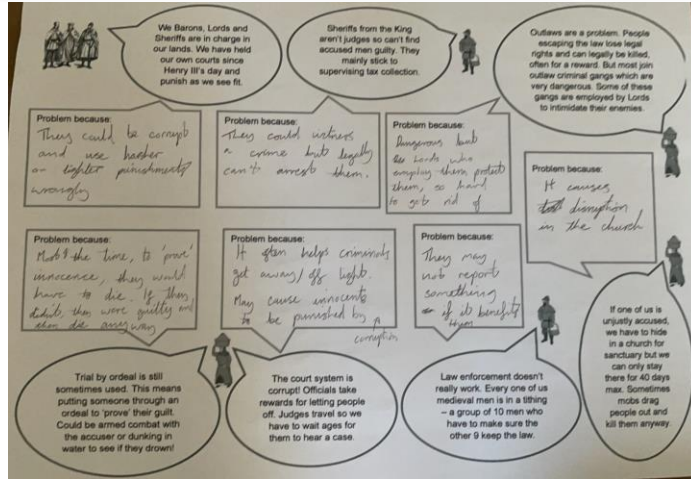 We Barons, Lords and
Sheriffs are in charge in
our lands. We have held
our own courts since
Henry III's day and
punish as we see fit.
Sheriffs from the King
aren't judges so can't find
accused men guilty. They
mainly stick to
supervising tax collection.
Outlaws are a problem. People
escaping the law lose legal
rights and can legally be killed,
often for a reward. But most join
outlaw criminal gangs which are
very dangerous. Some of these
gangs are employed by Lords
to intimidate their enemies.
Problem because:
They could be corrupt
and use harsher
or lighter punishments
wrongly
Problem because:
They could witness
a crime but legally
can't arrest them.
Problem because:
Dangerous
Lords who
employ them protect
them, so hard
to get rid of
Problem because:
It causes
disruption
in the church
Problem because:
Most the time, to 'prove'
innocence, they would
have to die. If they
didn't, they were guilty and
then die anyway
Problem because:
It often helps criminals
get away/off light.
May cause innocents
to be punished by
corruption
Problem because:
They may
not report
something
if it benefits
them
Trial by ordeal is still
sometimes used. This means
putting someone through an
ordeal to 'prove' their guilt.
Could be armed combat
with the accuser or dunking in
water to see if they drown!
The court system is
corrupt! Officials take
rewards for letting people
off. Judges travel so we
have to wait ages for
them to hear a case.
Law enforcement doesn't
really work. Every one of us
medieval men is in a tithing
– a group of 10 men who
have to make sure the
other 9 keep the law.
If one of us is
unjustly accused,
we have to hide
in a church for
sanctuary but we
can only stay
there for 40 days
max. Sometimes
mobs drag
people out and
kill them anyway.